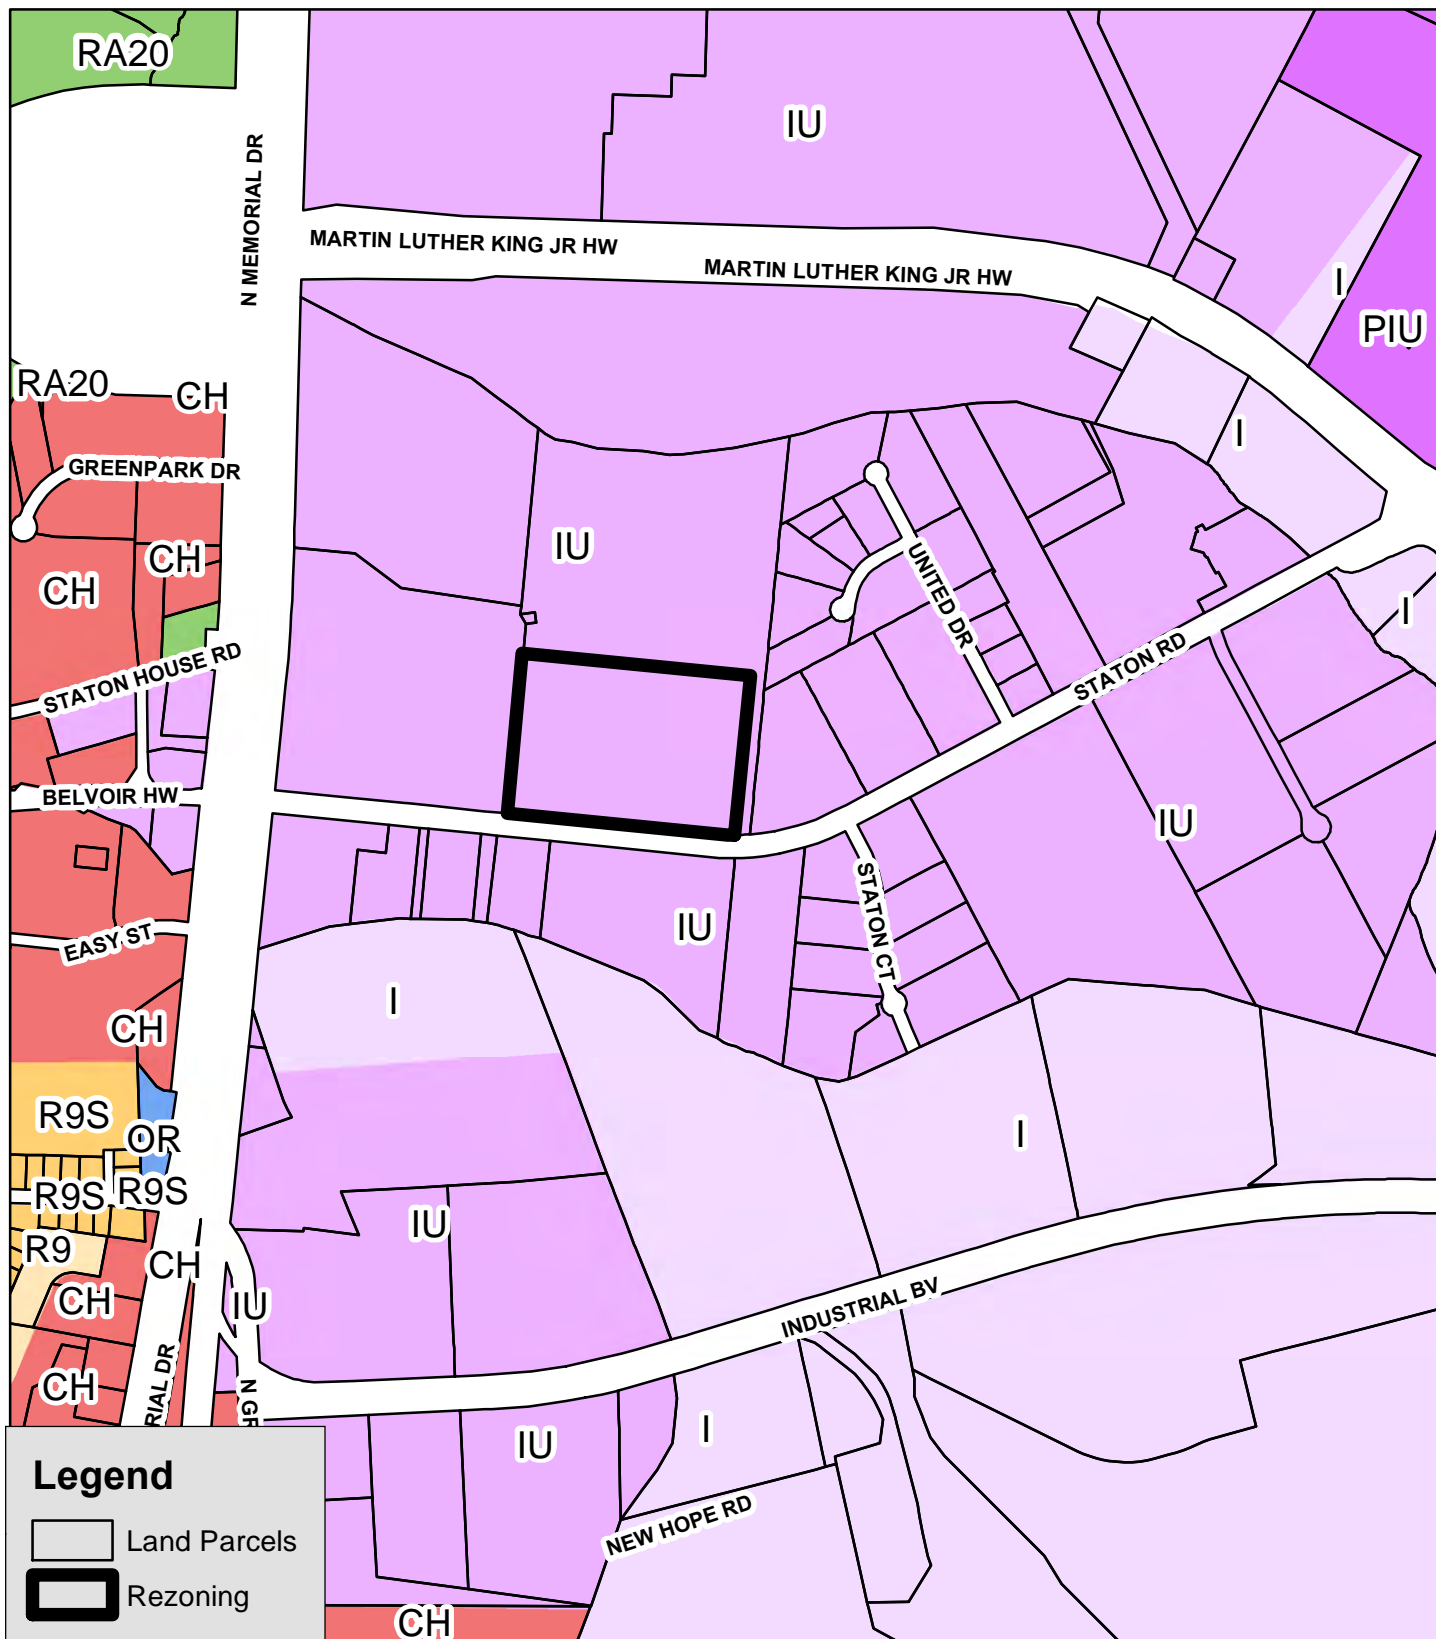 RA20
IU
N MEMORIAL DR
MARTIN LUTHER KING JR HW
MARTIN LUTHER KING JR HW
I
PIU
RA20
CH
I
GREENPARK DR
IU
CH
CH
UNITED DR
I
STATON HOUSE RD
STATON RD
BELVOIR HW
IU
IU
STATON CT
EASY ST
I
CH
R9S
OR
I
R9S
R9S
IU
R9
CH
CH
IU
INDUSTRIAL BV
CH
RIAL DR
N GR
I
IU
Legend
NEW HOPE RD
Land Parcels
Rezoning
CH